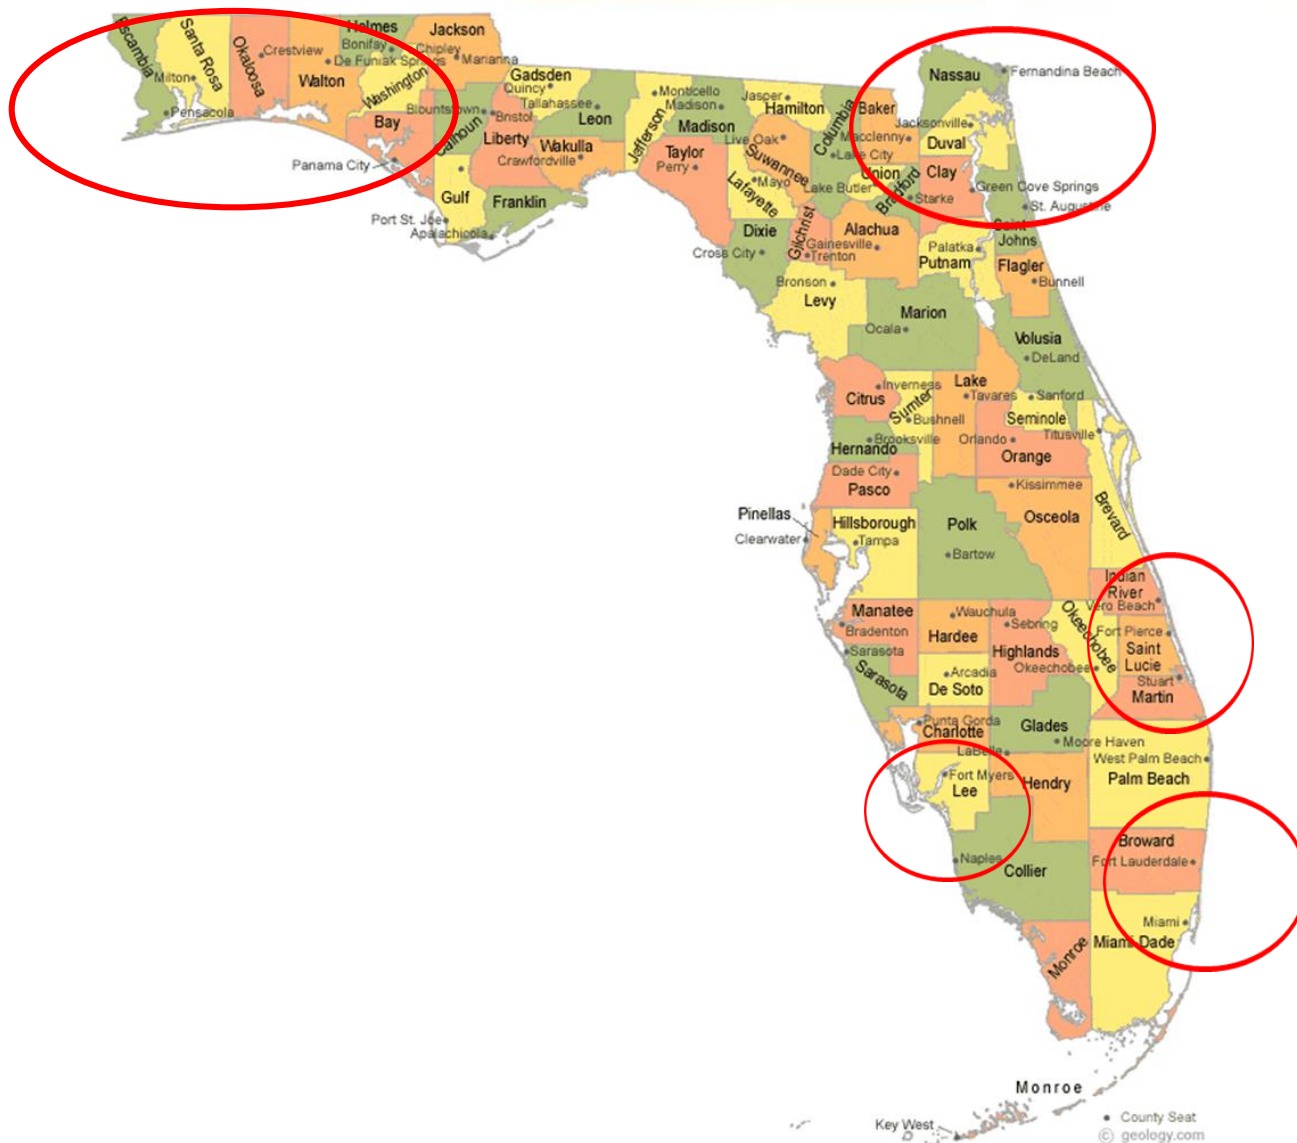 Escambia
Santa Rosa
Milton
Pensacola
Okaloosa
Crestview
Walton
De Funiak Springs
Holmes
Bonifay
Washington
Chipley
Jackson
Marianna
Bay
Panama City
Blountstown
Calhoun
Bristol
Liberty
Gulf
Port St. Joe
Apalachicola
Franklin
Gadsden
Quincy
Tallahassee
Leon
Wakulla
Crawfordville
Jefferson
Monticello
Madison
Madison
Taylor
Perry
Jasper
Hamilton
Live Oak
Suwannee
Mayo
Lafayette
Dixie
Cross City
Columbia
Lake City
Baker
Macclenny
Union
Lake Butler
Bradford
Starke
Nassau
Fernandina Beach
Jacksonville
Duval
Clay
Green Cove Springs
St. Augustine
Saint
Johns
Gilchrist
Trenton
Alachua
Gainesville
Palatka
Putnam
Flagler
Bunnell
Bronson
Levy
Marion
Ocala
Volusia
DeLand
Citrus
Inverness
Sumter
Bushnell
Lake
Tavares
Sanford
Seminole
Titusville
Orlando
Orange
Hernando
Brooksville
Dade City
Pasco
Pinellas
Clearwater
Hillsborough
Tampa
Polk
Bartow
Kissimmee
Osceola
Brevard
Indian
River
Vero Beach
Manatee
Bradenton
Sarasota
Sarasota
Wauchula
Hardee
Sebring
Highlands
Okeechobee
Okeechobee
Fort Pierce
Saint
Lucie
Stuart
Martin
Arcadia
De Soto
Punta Gorda
Charlotte
Glades
Moore Haven
LaBelle
Hendry
West Palm Beach
Palm Beach
Fort Myers
Lee
Naples
Collier
Broward
Fort Lauderdale
Miami
Miami Dade
Monroe
Monroe
Key West
County Seat
© geology.com